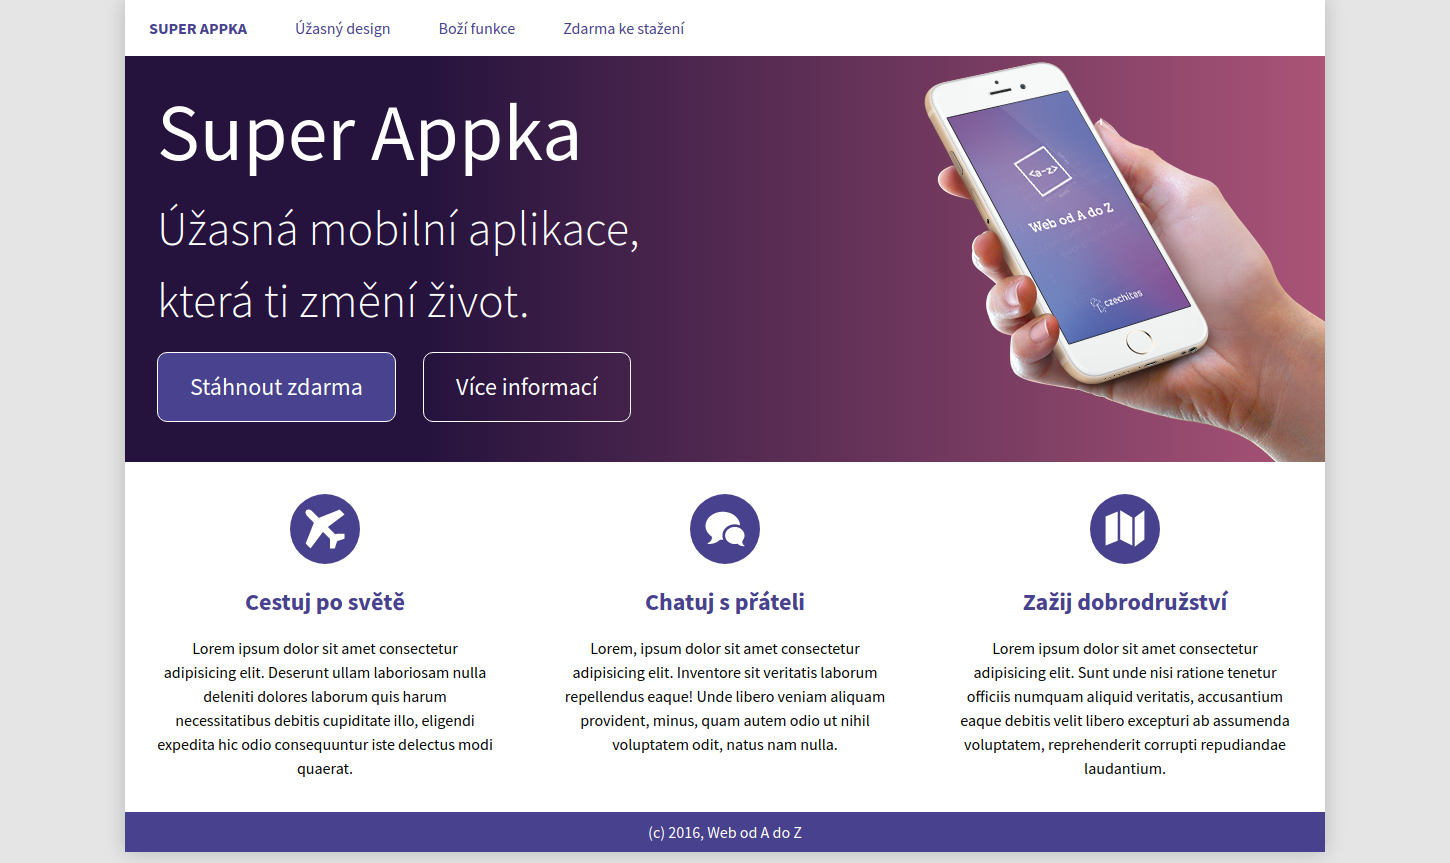 SUPER APPKA Úžasný design Boží funkce Zdarma ke stažení
Super Appka
Úžasná mobilní aplikace,
která ti změní život.
Stáhnout zdarma Více informací
<a-z>
Web od A do Z
czechitas
Cestuj po světě
Lorem ipsum dolor sit amet consectetur
adipisicing elit. Deserunt ullam laboriosam nulla
deleniti dolores laborum quis harum
necessitatibus debitis cupiditate illo, eligendi
expedita hic odio consequuntur iste delectus modi
quaerat.
Chatuj s přáteli
Lorem, ipsum dolor sit amet consectetur
adipisicing elit. Inventore sit veritatis laborum
repellendus eaque! Unde libero veniam aliquam
provident, minus, quam autem odio ut nihil
voluptatem odit, natus nam nulla.
Zažij dobrodružství
Lorem ipsum dolor sit amet consectetur
adipisicing elit. Sunt unde nisi ratione tenetur
officiis numquam aliquid veritatis, accusantium
eaque debitis velit libero excepturi ab assumenda
voluptatem, reprehenderit corrupti repudiandae
laudantium.
(c) 2016, Web od A do Z